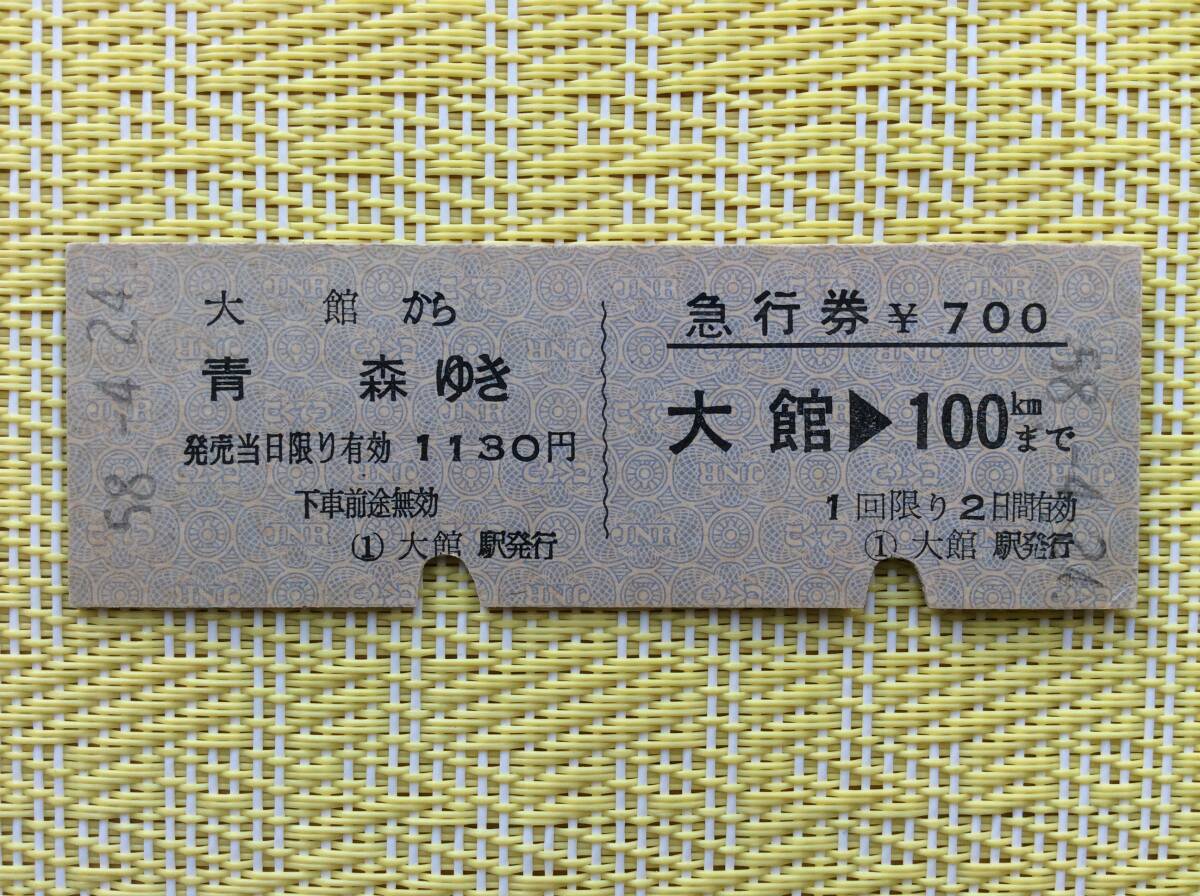 58 -4. 24
大館から
青森ゆき
発売当日限り有効 1130円
下車前途無効
① 大館 駅発行
急行券 ¥700
大館▶100kmまで
1回限り2日間有効
① 大館 駅発行
58 -4. 24